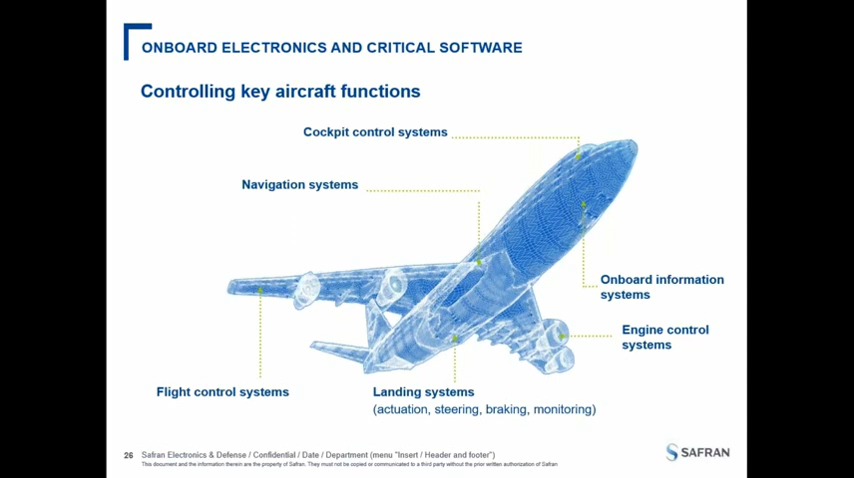 ONBOARD ELECTRONICS AND CRITICAL SOFTWARE
Controlling key aircraft functions
Cockpit control systems
Navigation systems
Onboard information
systems
Engine control
systems
Flight control systems
Landing systems
(actuation, steering, braking, monitoring)
26 Safran Electronics & Defense / Confidential / Date / Department (menu "Insert / Header and footer")
This document and the information therein are the property of Safran. They must not be copied or communicated to a third party without the prior written authorization of Safran
SAFRAN